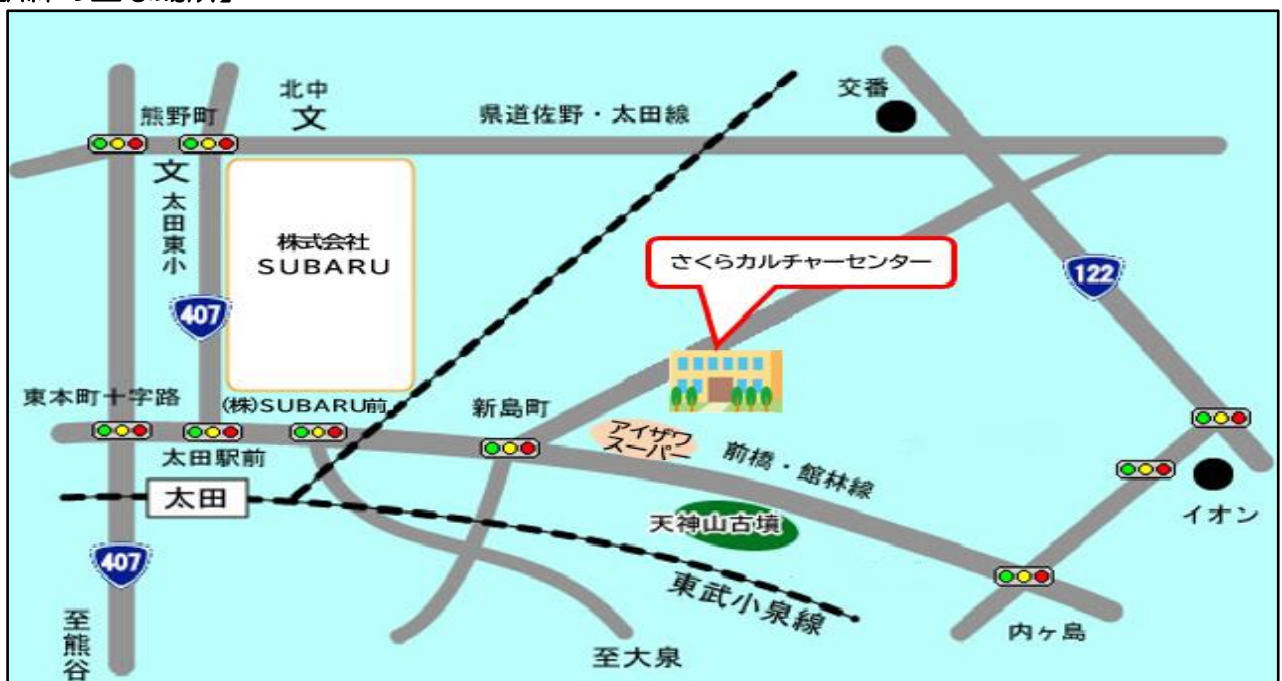 北中
文
交番
熊野町
県道佐野・太田線
文
太田東小
株式会社
SUBARU
さくらカルチャーセンター
122
407
東本町十字路
(株)SUBARU前
新島町
アイザワ
スーパー
前橋・館林線
太田駅前
太田
天神山古墳
イオン
407
東武小泉線
内ヶ島
至熊谷
至大泉